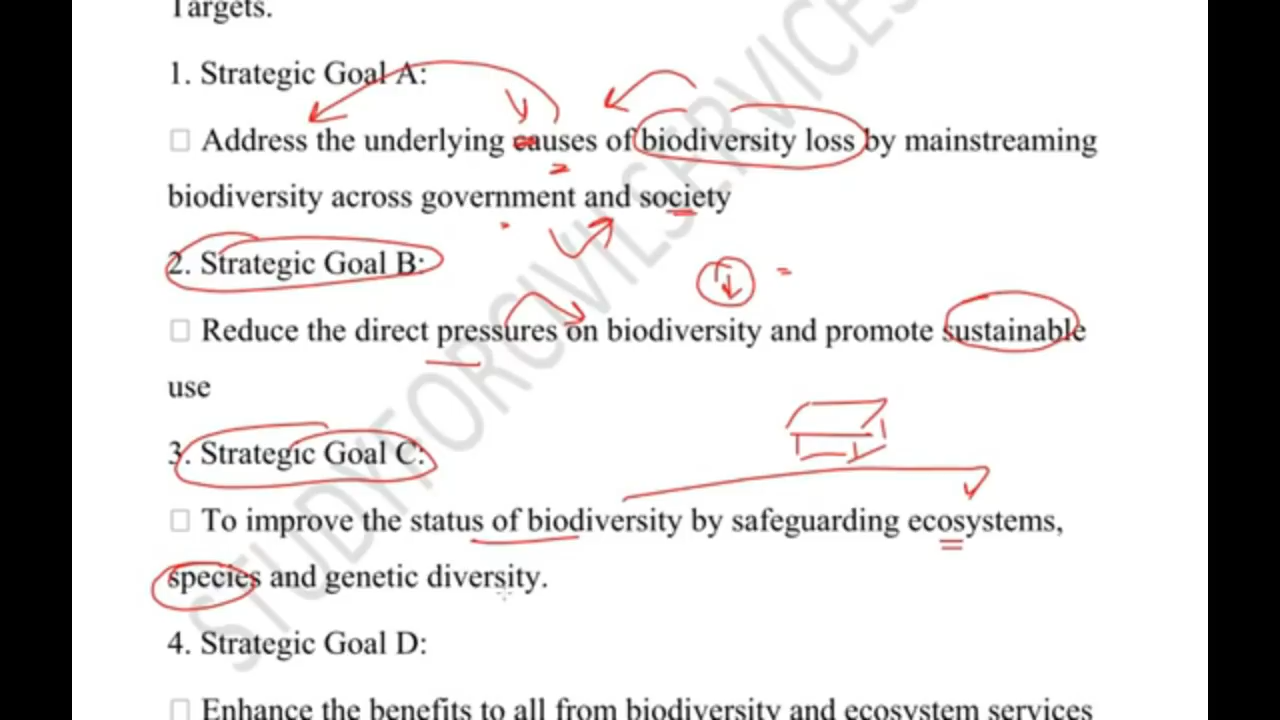 Targets.
1. Strategic Goal A:
Address the underlying causes of biodiversity loss by mainstreaming
biodiversity across government and society
2. Strategic Goal B:
Reduce the direct pressures on biodiversity and promote sustainable
use
3. Strategic Goal C:
To improve the status of biodiversity by safeguarding ecosystems,
species and genetic diversity.
4. Strategic Goal D:
Enhance the benefits to all from biodiversity and ecosystem services
STUDYFORCIVILSERVICES